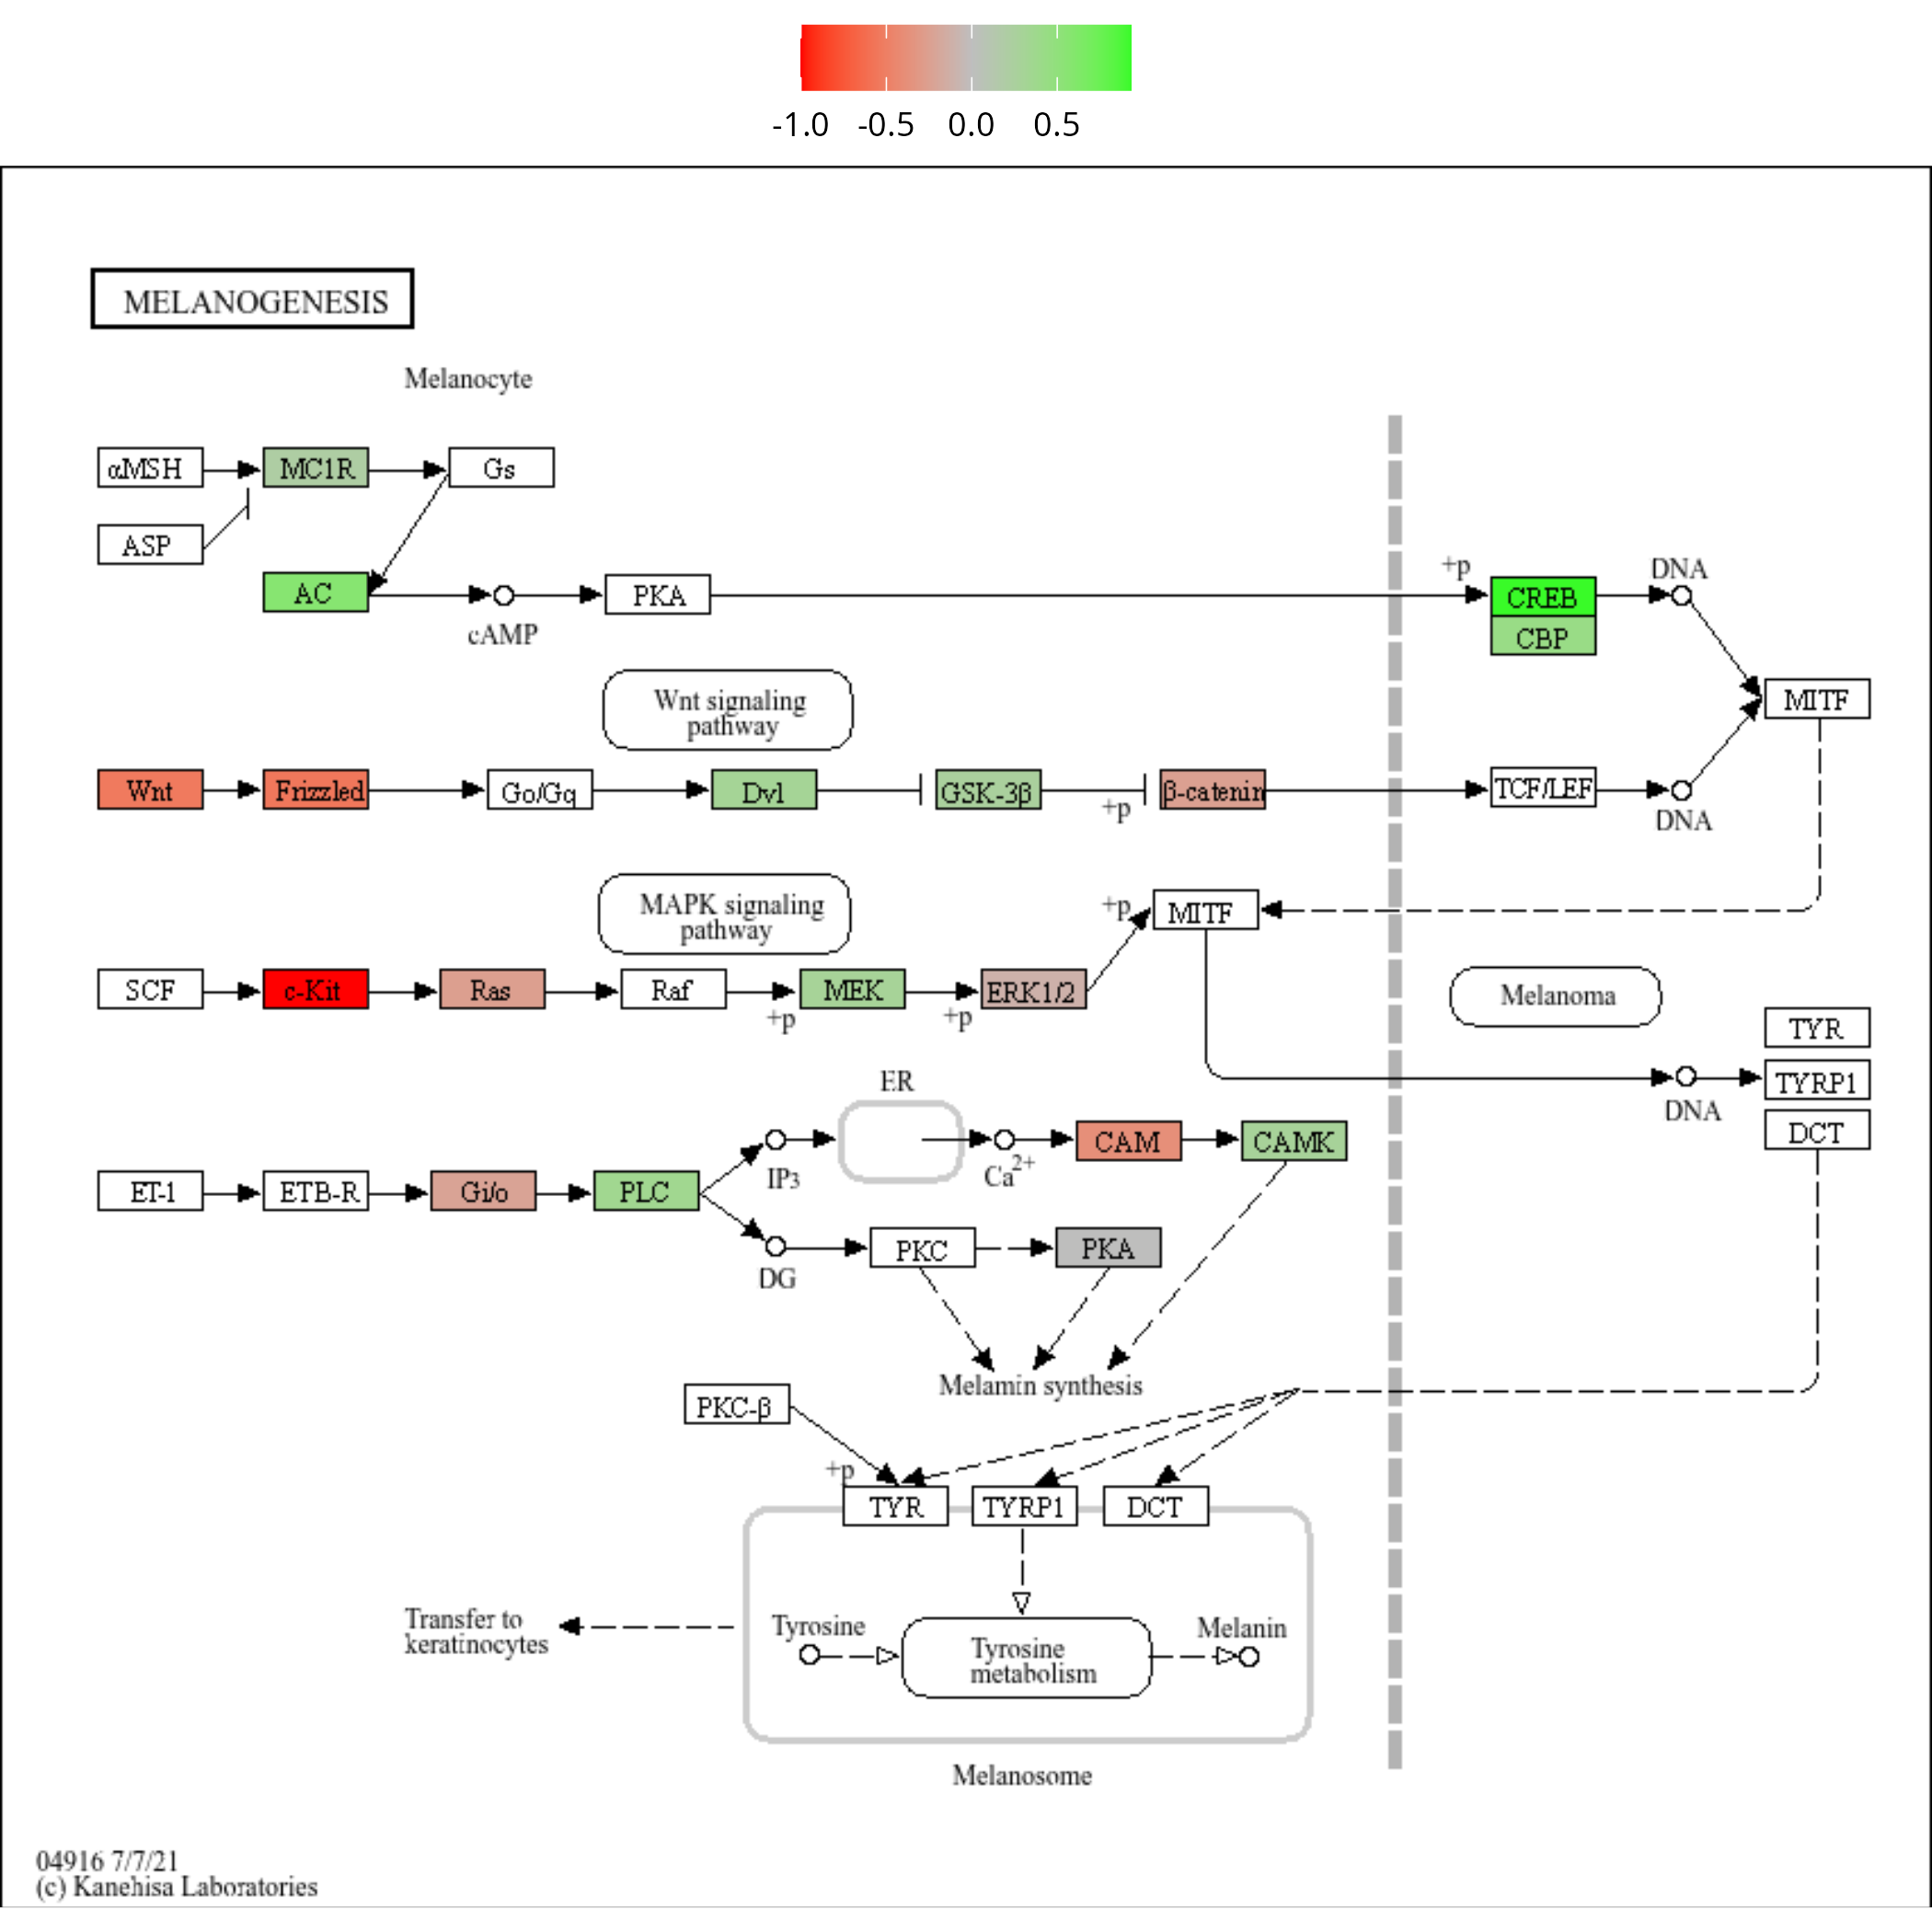 -1.0 -0.5 0.0 0.5
MELANOGENESIS
Melanocyte
αMSH MC1R Gs
ASP
+p DNA
AC PKA CREB
cAMP CBP
Wnt signaling
pathway
MITF
Wnt Frizzled Go/Gq Dvl GSK-3β +p β-catenin TCF/LEF
DNA
MAPK signaling
pathway
+p MITF
SCF c-Kit Ras Raf MEK ERK1/2 Melanoma
+p +p
TYR
ER
TYRP1
DNA
DCT
CAM CAMK
IP3 Ca2+
ET-1 ETB-R Gi/o PLC
PKC PKA
DG
Melamin synthesis
PKC-β
+p
TYR TYRP1 DCT
Transfer to
keratinocytes
Tyrosine Melanin
Tyrosine
metabolism
Melanosome
04916 7/7/21
(c) Kanehisa Laboratories